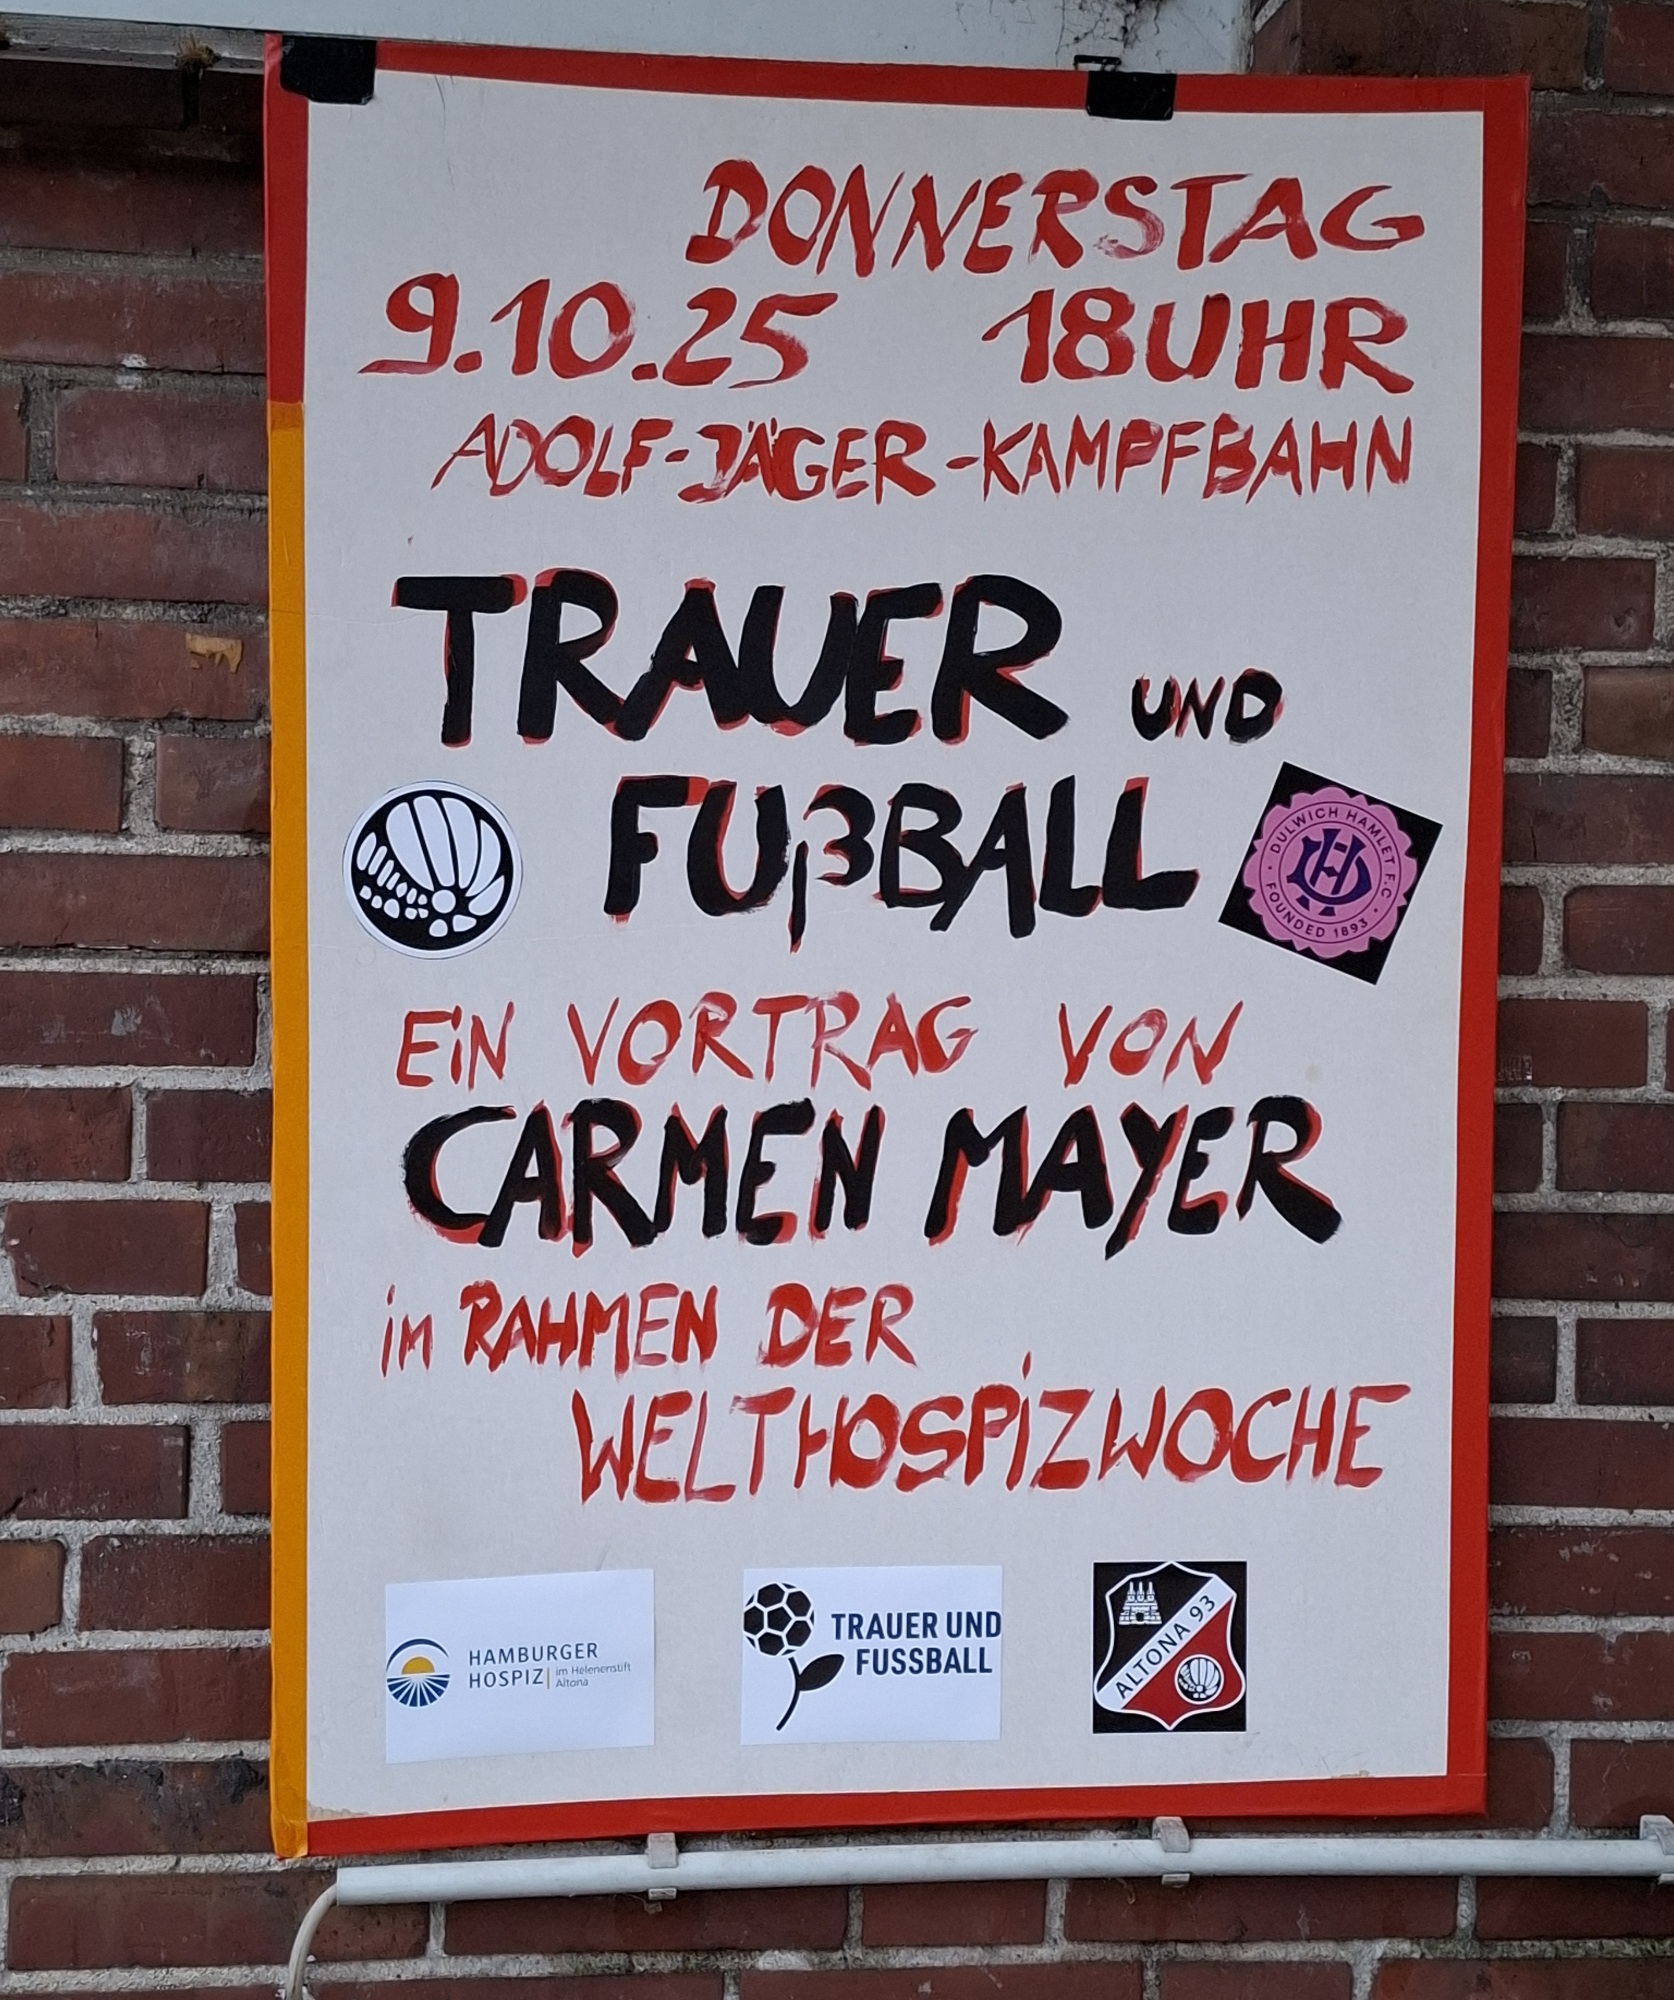 DONNERSTAG
9.10.25 18UHR
ADOLF-JÄGER-KAMPFBAHN
TRAUER UND
FUßBALL
DULWICH HAMLET F.C.
FOUNDED 1893
EiN VORTRAG VON
CARMEN MAYER
im RAHMEN DER
WELTHOSPiZWOCHE
HAMBURGER
HOSPIZ | im Helenenstift
Altona
TRAUER UND
FUSSBALL
ALTONA 93